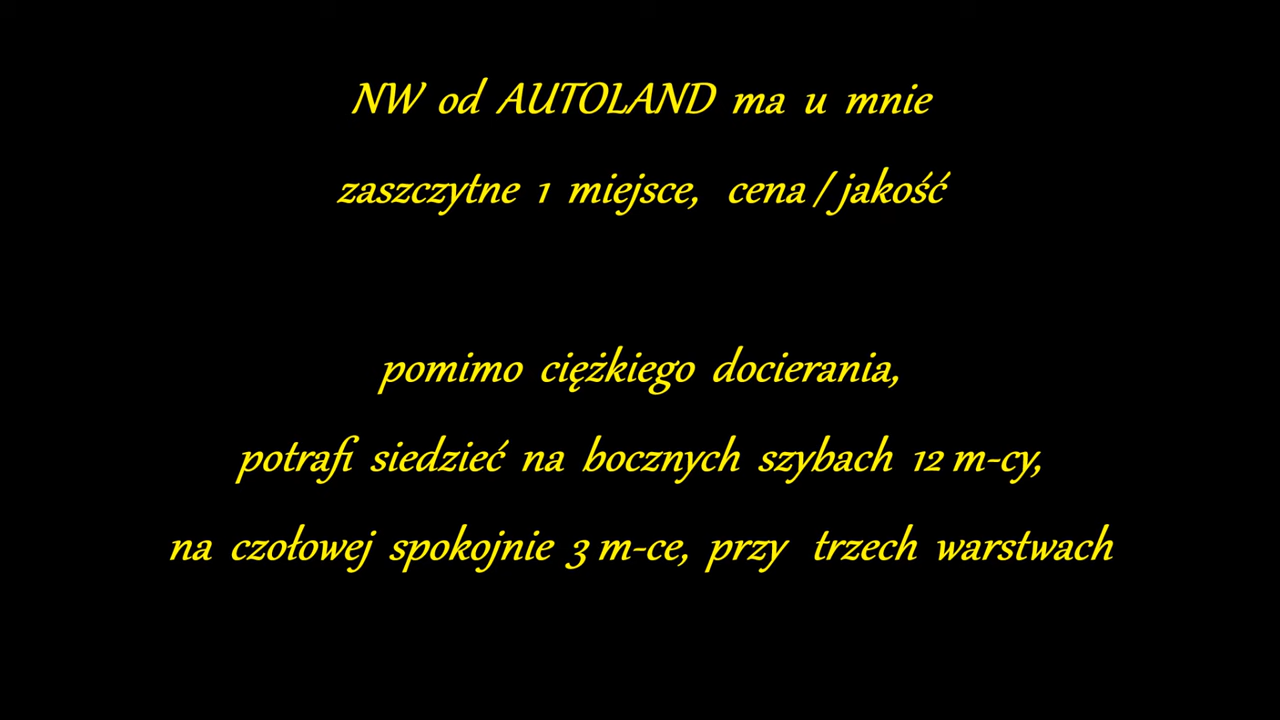 NW od AUTOLAND ma u mnie
zaszczytne 1 miejsce, cena / jakość
pomimo ciężkiego docierania,
potrafi siedzieć na bocznych szybach 12 m-cy,
na czołowej spokojnie 3 m-ce, przy trzech warstwach